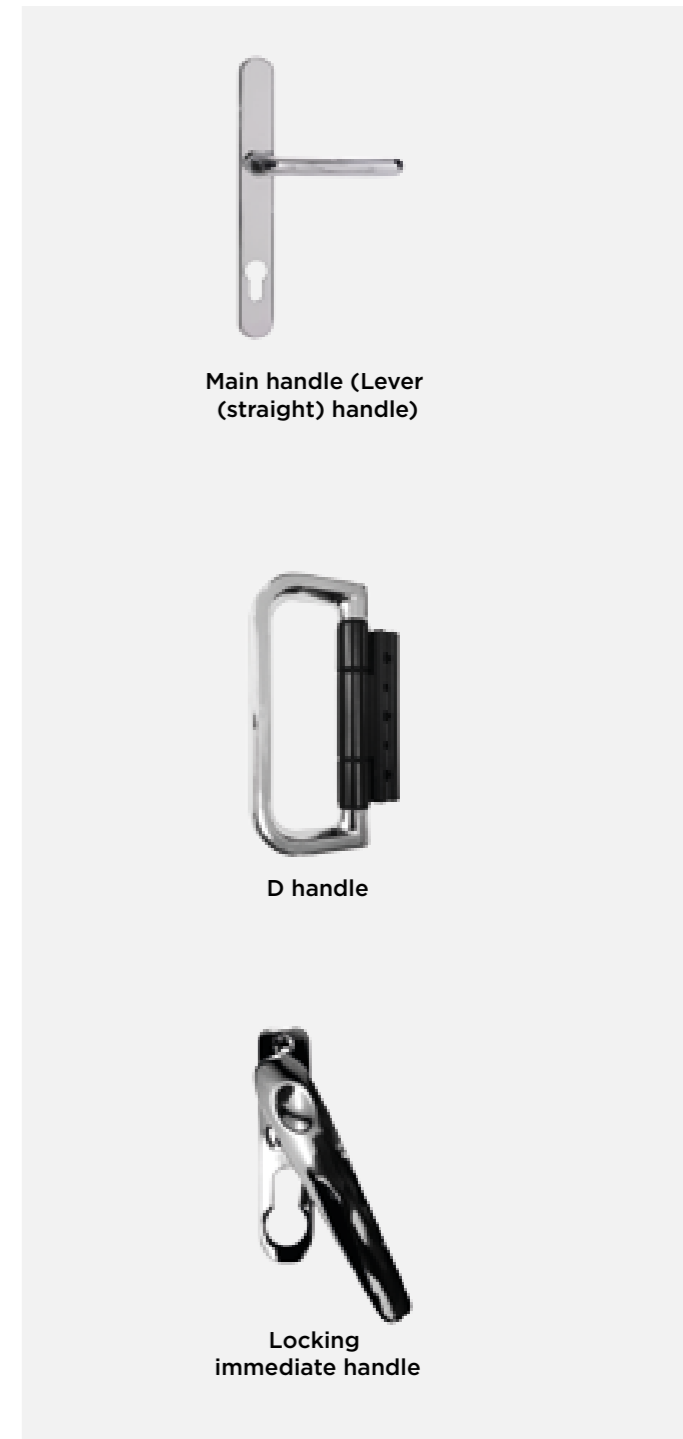 Main handle (Lever
(straight) handle)
D handle
Locking
immediate handle